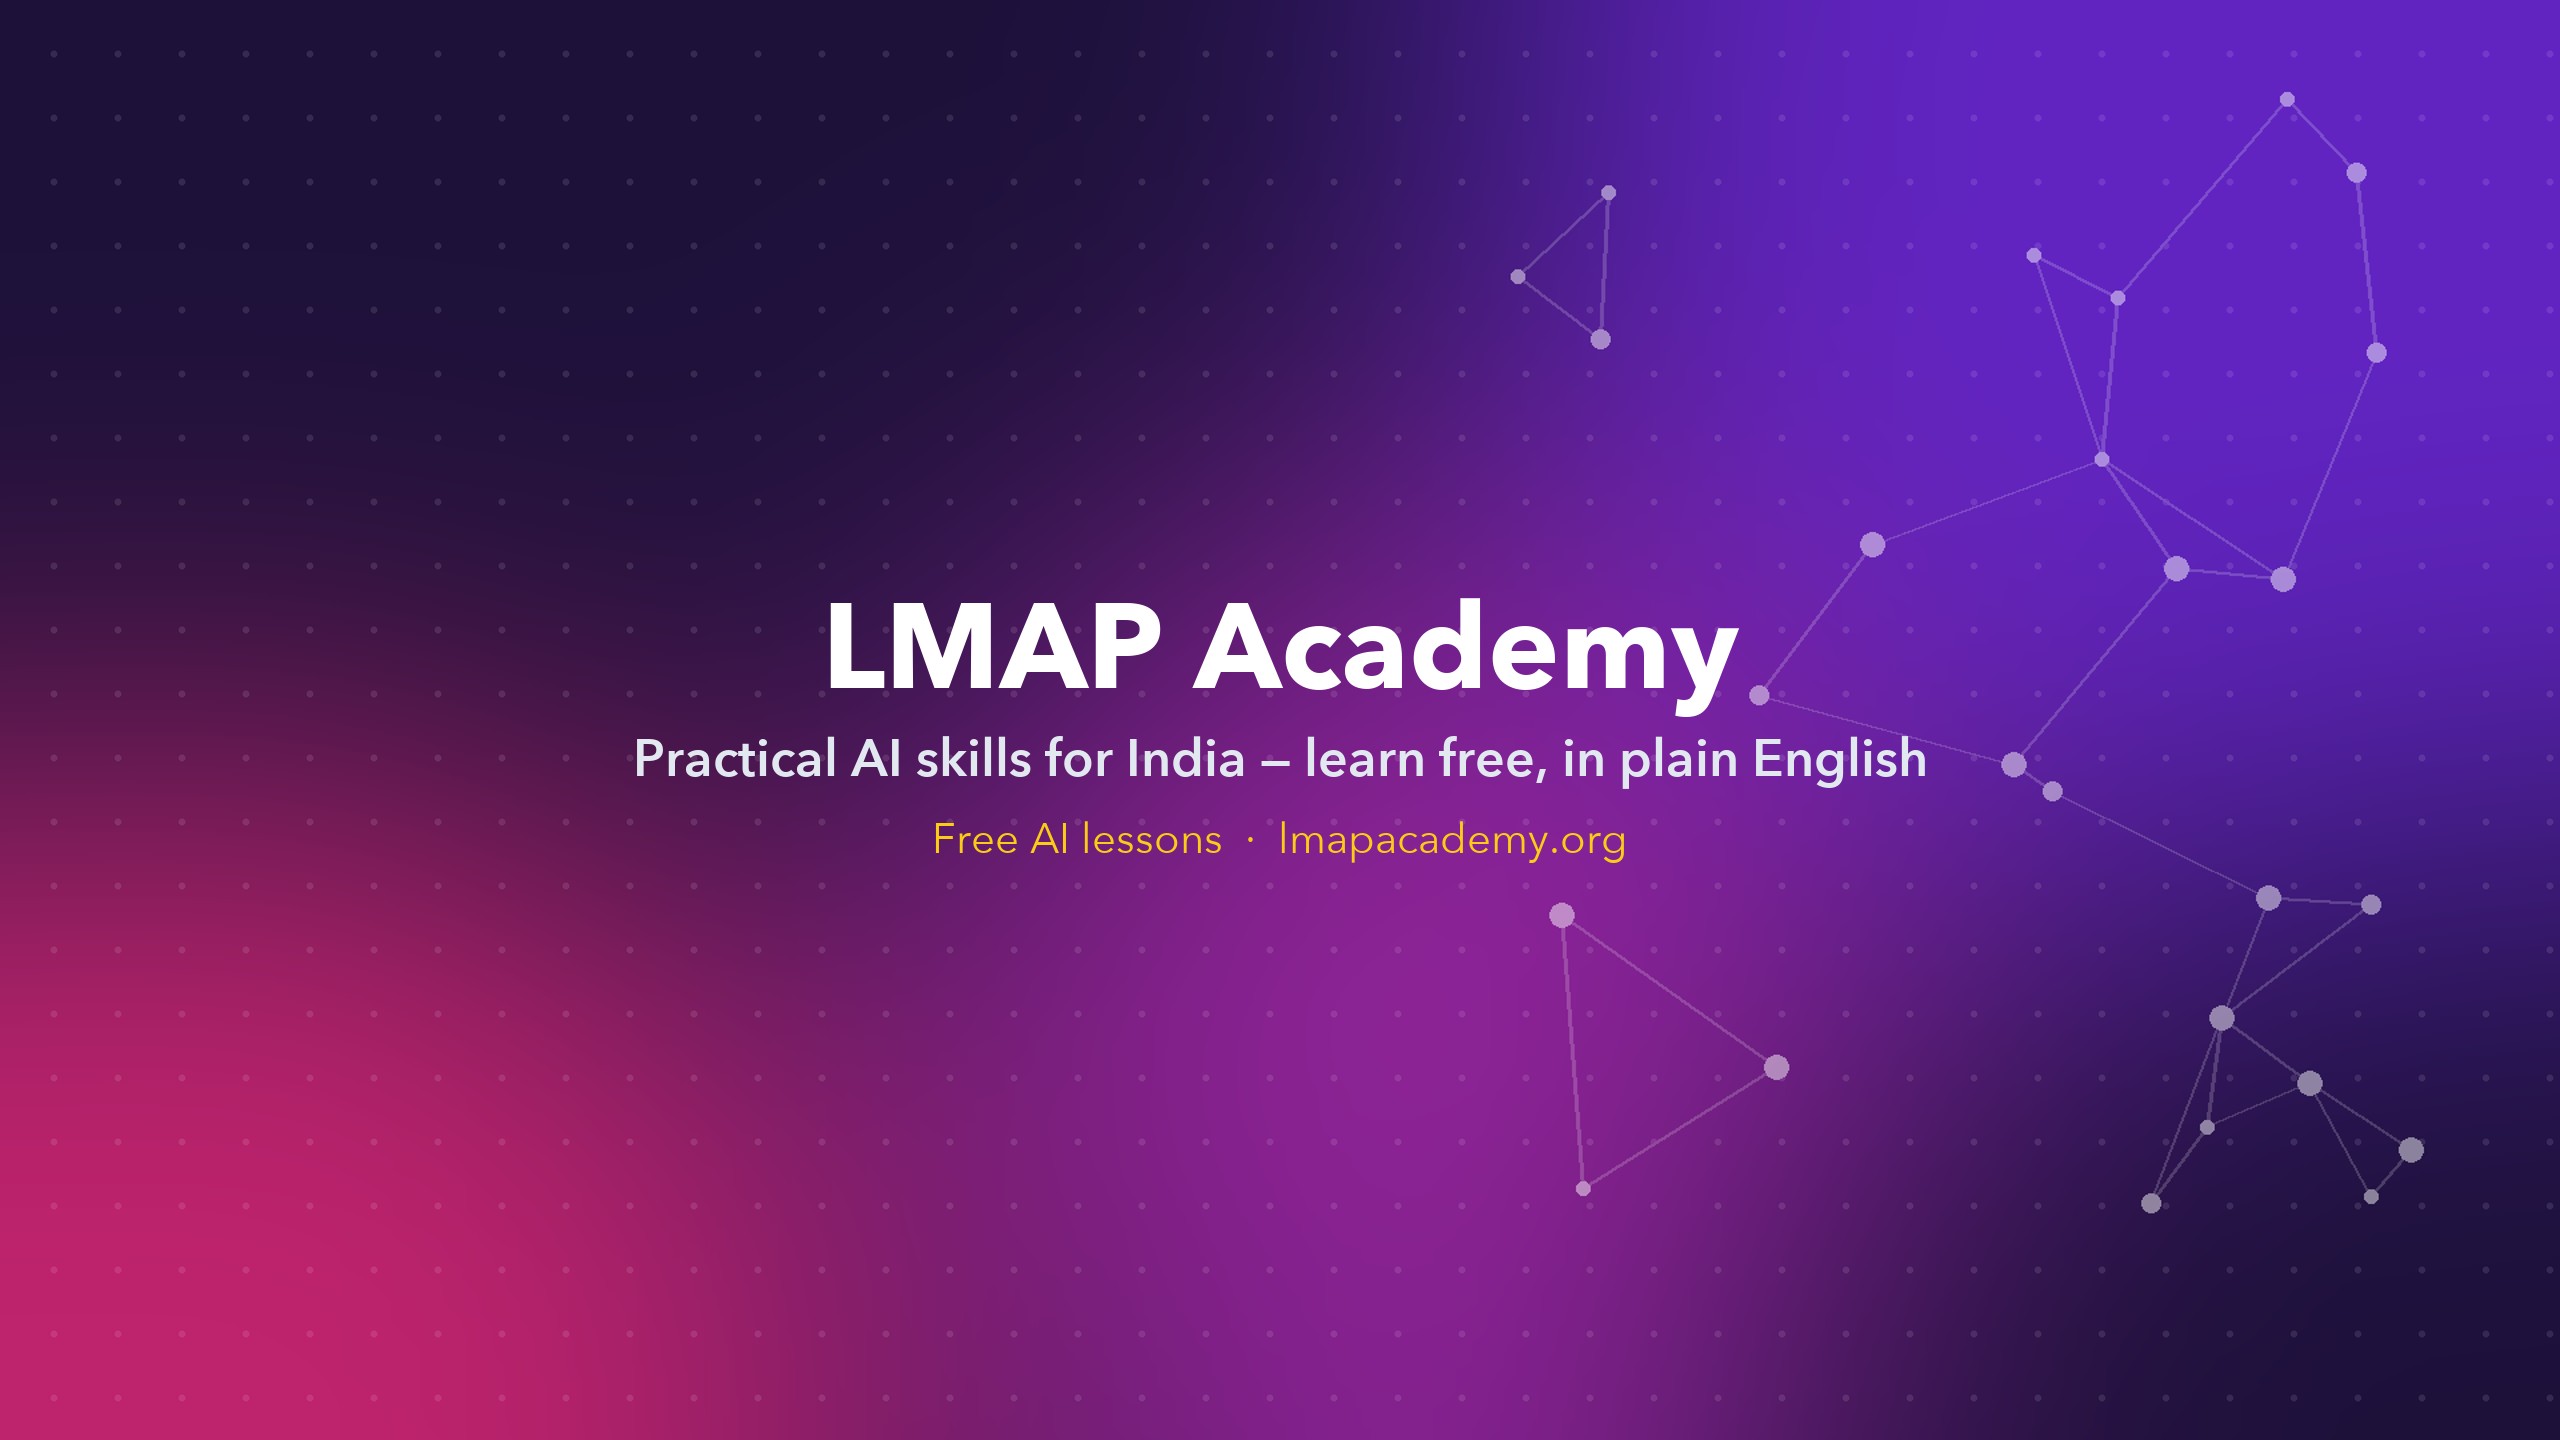 LMAP Academy
Practical AI skills for India – learn free, in plain English
Free AI lessons · lmapacademy.org